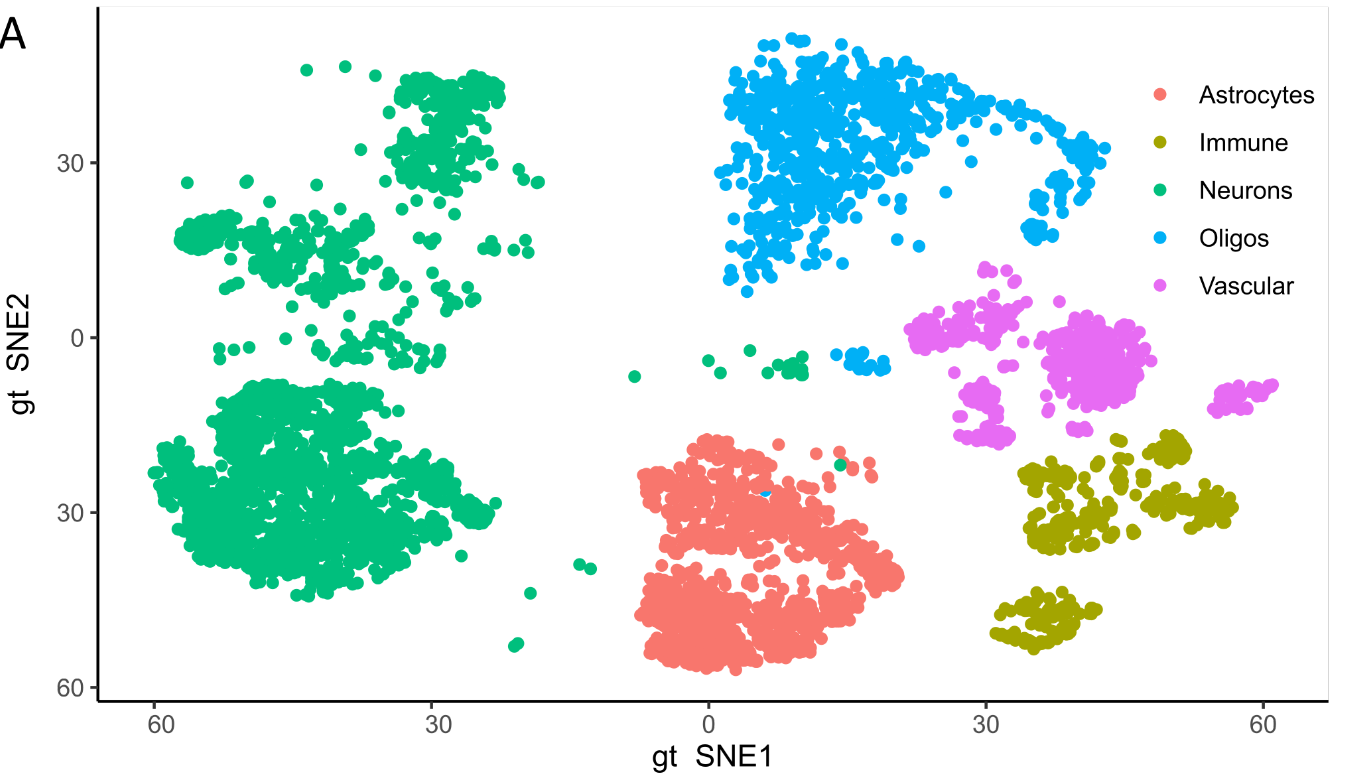 A
Astrocytes
Immune
Neurons
Oligos
Vascular
30
0
30
60
gt SNE2
60
30
0
30
60
gt SNE1